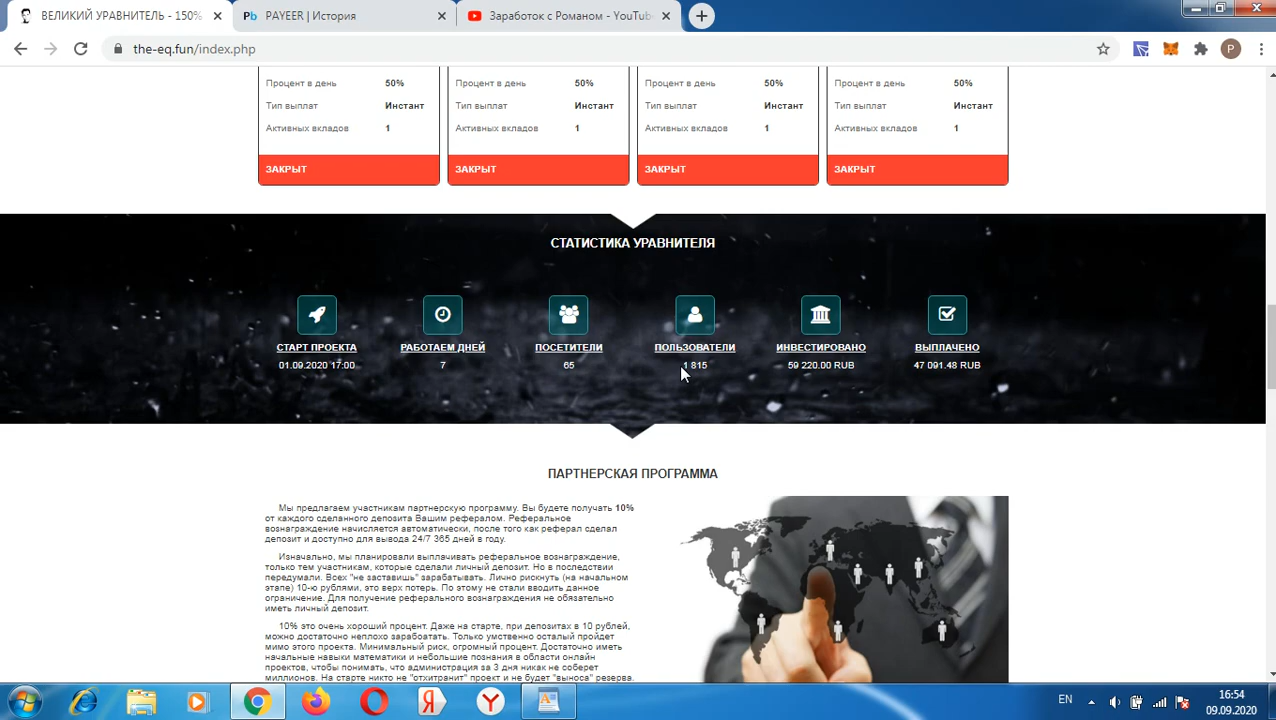 ВЕЛИКИЙ УРАВНИТЕЛЬ - 150%
Pb PAYEER | История
Заработок с Романом - YouTube
the-eq.fun/index.php
P
Процент в день 50% Процент в день 50% Процент в день 50% Процент в день 50%
Тип выплат Инстант Тип выплат Инстант Тип выплат Инстант Тип выплат Инстант
Активных вкладов 1 Активных вкладов 1 Активных вкладов 1 Активных вкладов 1
ЗАКРЫТ ЗАКРЫТ ЗАКРЫТ ЗАКРЫТ
СТАТИСТИКА УРАВНИТЕЛЯ
СТАРТ ПРОЕКТА РАБОТАЕМ ДНЕЙ ПОСЕТИТЕЛИ ПОЛЬЗОВАТЕЛИ ИНВЕСТИРОВАНО ВЫПЛАЧЕНО
01.09.2020 17:00 7 65 1 815 59 220.00 RUB 47 091.48 RUB
ПАРТНЕРСКАЯ ПРОГРАММА
Мы предлагаем участникам партнерскую программу. Вы будете получать 10%
от каждого сделанного депозита Вашим рефералом. Реферальное
вознаграждение начисляется автоматически, после того как реферал сделал
депозит и доступно для вывода 24/7 365 дней в году.
Изначально, мы планировали выплачивать реферальное вознаграждение,
только тем участникам, которые сделали личный депозит. Но в последствии
передумали. Всех "не заставишь" зарабатывать. Лично рискнуть (на начальном
этапе) 10-ю рублями, это верх потерь. По этому не стали вводить данное
ограничение. Для получение реферального вознаграждения не обязательно
иметь личный депозит.
10% это очень хороший процент. Даже на старте, при депозитах в 10 рублей,
можно достаточно неплохо зарабоатать. Только умственно осталый пройдет
мимо этого проекта. Минимальный риск, огромный процент. Достаточно иметь
начальные навыки математики и небольшие познания в области онлайн
проектов, чтобы понимать, что администрация за 3 дня никак не соберет
миллионов. На старте никто не "отхитранит" проект и не будет "выноса" резерва.
EN
16:54
09.09.2020